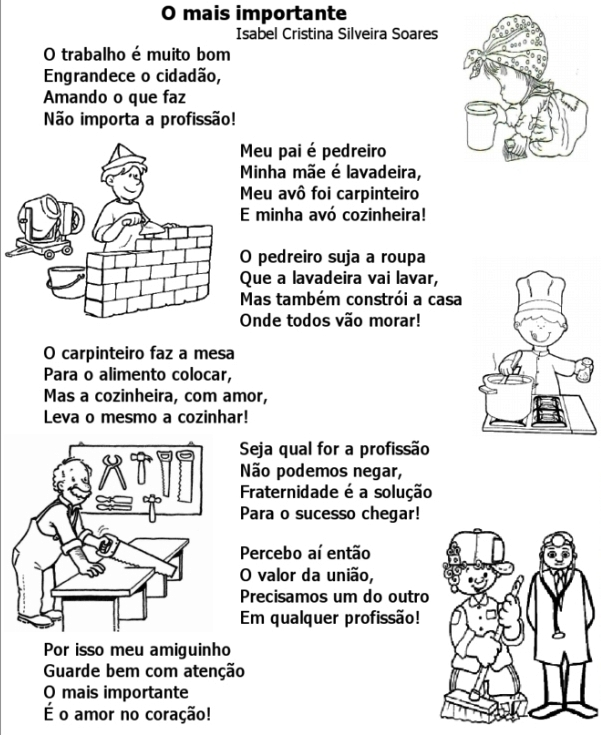 O mais importante
Isabel Cristina Silveira Soares
O trabalho é muito bom
Engrandece o cidadão,
Amando o que faz
Não importa a profissão!
Meu pai é pedreiro
Minha mãe é lavadeira,
Meu avô foi carpinteiro
E minha avó cozinheira!
O pedreiro suja a roupa
Que a lavadeira vai lavar,
Mas também constrói a casa
Onde todos vão morar!
O carpinteiro faz a mesa
Para o alimento colocar,
Mas a cozinheira, com amor,
Leva o mesmo a cozinhar!
Seja qual for a profissão
Não podemos negar,
Fraternidade é a solução
Para o sucesso chegar!
Percebo aí então
O valor da união,
Precisamos um do outro
Em qualquer profissão!
Por isso meu amiguinho
Guarde bem com atenção
O mais importante
É o amor no coração!